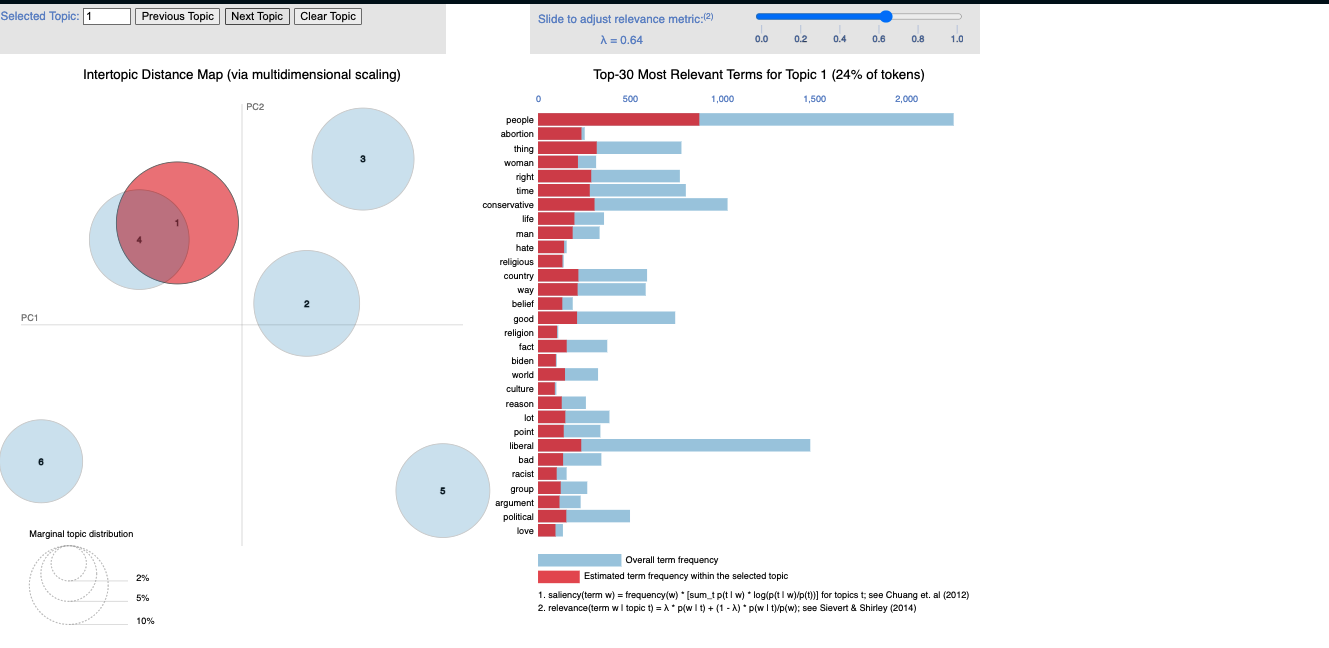 Selected Topic: 1 Previous Topic Next Topic Clear Topic
Slide to adjust relevance metric:(2)
λ = 0.64
0.0 0.2 0.4 0.6 0.8 1.0
Intertopic Distance Map (via multidimensional scaling)
PC2
PC1
3
1
4
2
6
5
Marginal topic distribution
2%
5%
10%
Top-30 Most Relevant Terms for Topic 1 (24% of tokens)
0 500 1,000 1,500 2,000
people
abortion
thing
woman
right
time
conservative
life
man
hate
religious
country
way
belief
good
religion
fact
biden
world
culture
reason
lot
point
liberal
bad
racist
group
argument
political
love
Overall term frequency
Estimated term frequency within the selected topic
1. saliency(term w) = frequency(w) * [sum_t p(t | w) * log(p(t | w)/p(t))] for topics t; see Chuang et. al (2012)
2. relevance(term w | topic t) = λ * p(w | t) + (1 - λ) * p(w | t)/p(w); see Sievert & Shirley (2014)